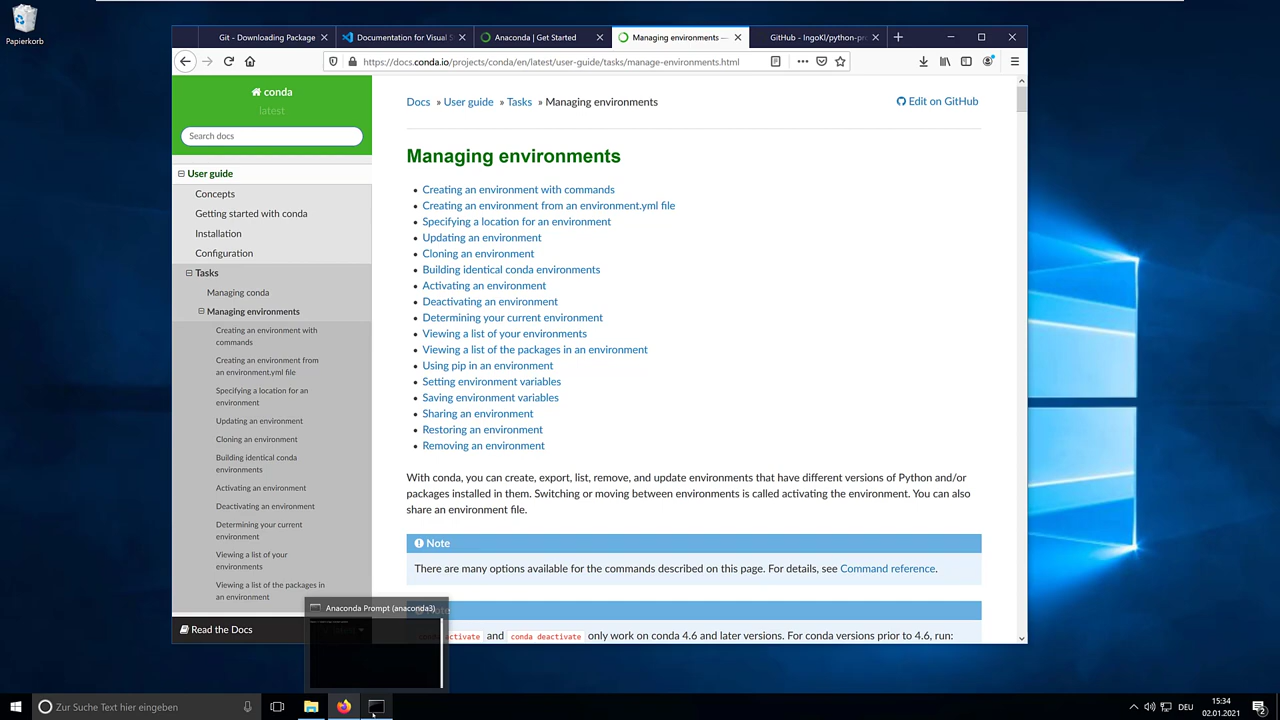 Papierkorb
Git - Downloading Package
Documentation for Visual S
Anaconda | Get Started
Managing environments —
GitHub - IngoKl/python-pr
https://docs.conda.io/projects/conda/en/latest/user-guide/tasks/manage-environments.html
conda
latest
Search docs
User guide
Concepts
Getting started with conda
Installation
Configuration
Tasks
Managing conda
Managing environments
Creating an environment with
commands
Creating an environment from
an environment.yml file
Specifying a location for an
environment
Updating an environment
Cloning an environment
Building identical conda
environments
Activating an environment
Deactivating an environment
Determining your current
environment
Viewing a list of your
environments
Viewing a list of the packages in
an environment
Read the Docs
Docs » User guide » Tasks » Managing environments
Edit on GitHub
Managing environments
Creating an environment with commands
Creating an environment from an environment.yml file
Specifying a location for an environment
Updating an environment
Cloning an environment
Building identical conda environments
Activating an environment
Deactivating an environment
Determining your current environment
Viewing a list of your environments
Viewing a list of the packages in an environment
Using pip in an environment
Setting environment variables
Saving environment variables
Sharing an environment
Restoring an environment
Removing an environment
With conda, you can create, export, list, remove, and update environments that have different versions of Python and/or
packages installed in them. Switching or moving between environments is called activating the environment. You can also
share an environment file.
Note
There are many options available for the commands described on this page. For details, see Command reference.
Note
conda activate and conda deactivate only work on conda 4.6 and later versions. For conda versions prior to 4.6, run:
Anaconda Prompt (anaconda3)
Zur Suche Text hier eingeben
DEU
15:34
02.01.2021
2